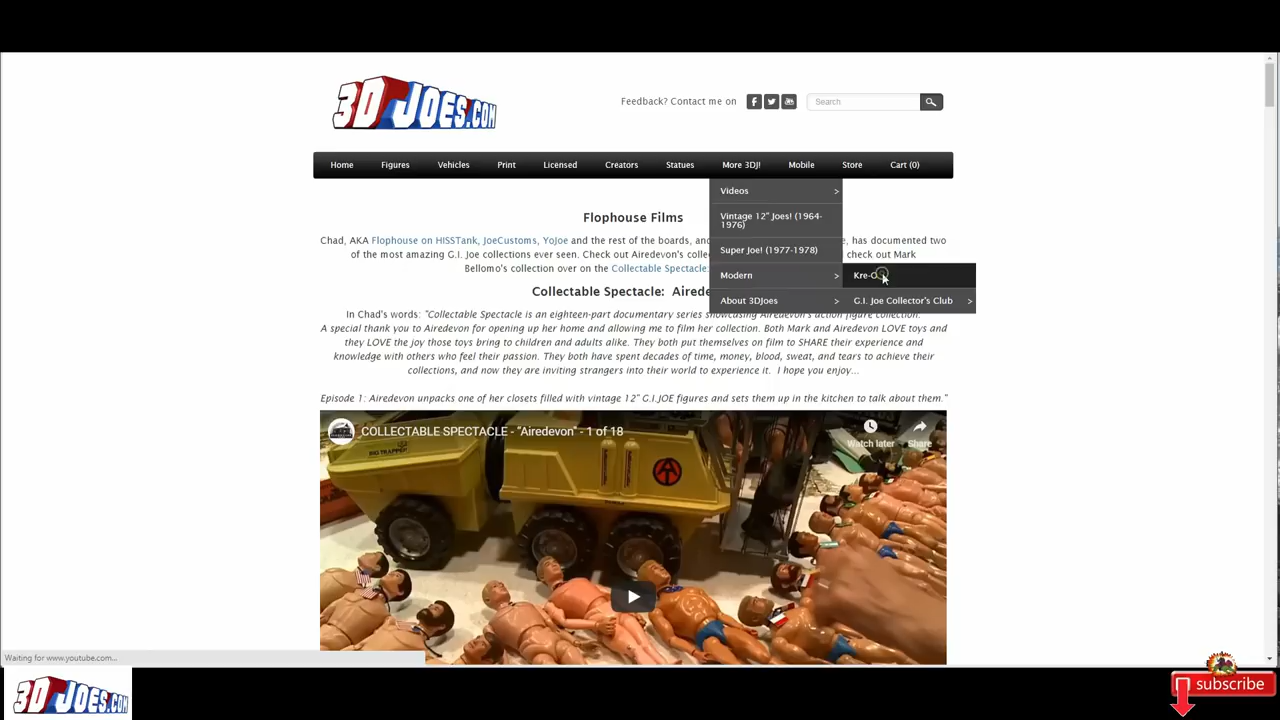 3D JOES.COM
Feedback? Contact me on
Search
Home Figures Vehicles Print Licensed Creators Statues More 3DJ! Mobile Store Cart (0)
Videos >
Vintage 12" Joes! (1964-
1976)
Super Joe! (1977-1978)
Modern >
About 3DJoes >
Kre-O
G.I. Joe Collector's Club >
Flophouse Films
Chad, AKA Flophouse on HISSTank, JoeCustoms, YoJoe and the rest of the boards, and e, has documented two
of the most amazing G.I. Joe collections ever seen. Check out Airedevon's colle check out Mark
Bellomo's collection over on the Collectable Spectacle:
Collectable Spectacle: Airede
In Chad's words: "Collectable Spectacle is an eighteen-part documentary series showcasing Airedevon's action figure collection.
A special thank you to Airedevon for opening up her home and allowing me to film her collection. Both Mark and Airedevon LOVE toys and
they LOVE the joy those toys bring to children and adults alike. They both put themselves on film to SHARE their experience and
knowledge with others who feel their passion. They both have spent decades of time, money, blood, sweat, and tears to achieve their
collections, and now they are inviting strangers into their world to experience it. I hope you enjoy...
Episode 1: Airedevon unpacks one of her closets filled with vintage 12" G.I.JOE figures and sets them up in the kitchen to talk about them."
COLLECTABLE SPECTACLE - "Airedevon" - 1 of 18
Watch later
Share
BIG TRAPPER
AT
Waiting for www.youtube.com...
3D JOES.COM
subscribe